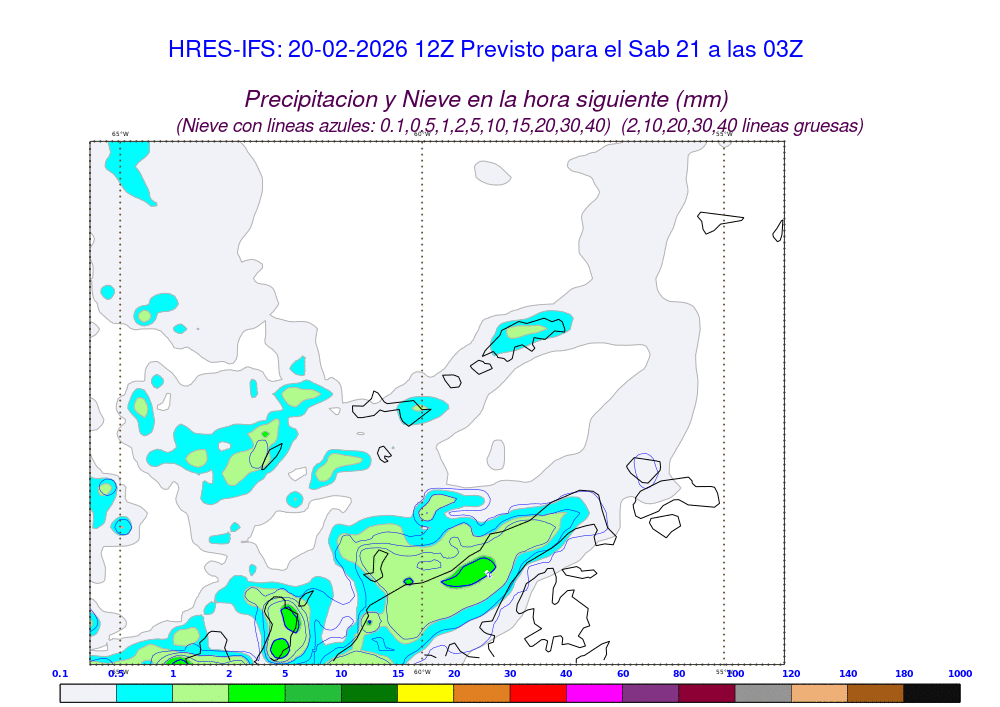 HRES-IFS: 20-02-2026 12Z Previsto para el Sab 21 a las 03Z
Precipitacion y Nieve en la hora siguiente (mm)
(Nieve con lineas azules: 0.1,0.5,1,2,5,10,15,20,30,40) (2,10,20,30,40 lineas gruesas)
65°W 60°W 55°W
65°W 60°W 55°W
0.1 0.5 1 2 5 10 15 20 30 40 60 80 100 120 140 180 1000